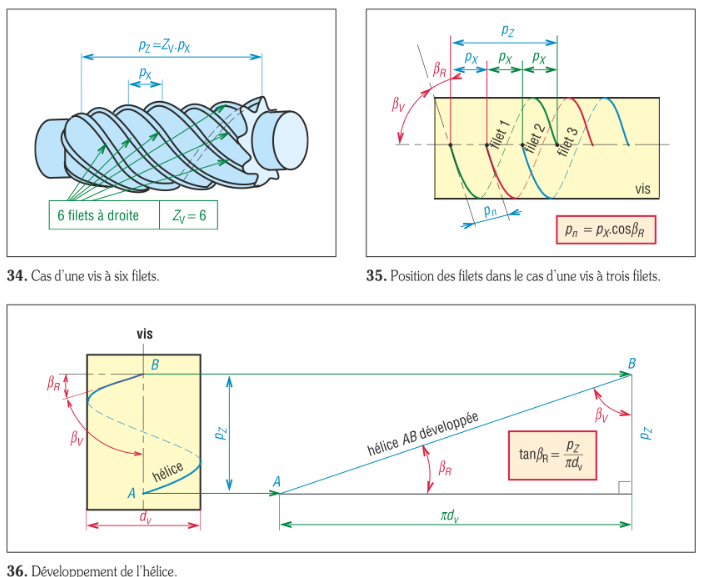 p_Z=Z_V.p_X
p_X
6 filets à droite
Z_V = 6
34. Cas d'une vis à six filets.
p_Z
p_X
p_X
p_X
β_R
β_V
filet 1
filet 2
filet 3
vis
p_n
p_n = p_X.cosβ_R
35. Position des filets dans le cas d'une vis à trois filets.
vis
B
β_R
β_V
p_Z
hélice
A
d_v
B
β_V
p_Z
hélice AB développée
tanβ_R = p_Z / πd_v
β_R
A
πd_v
36. Développement de l'hélice.